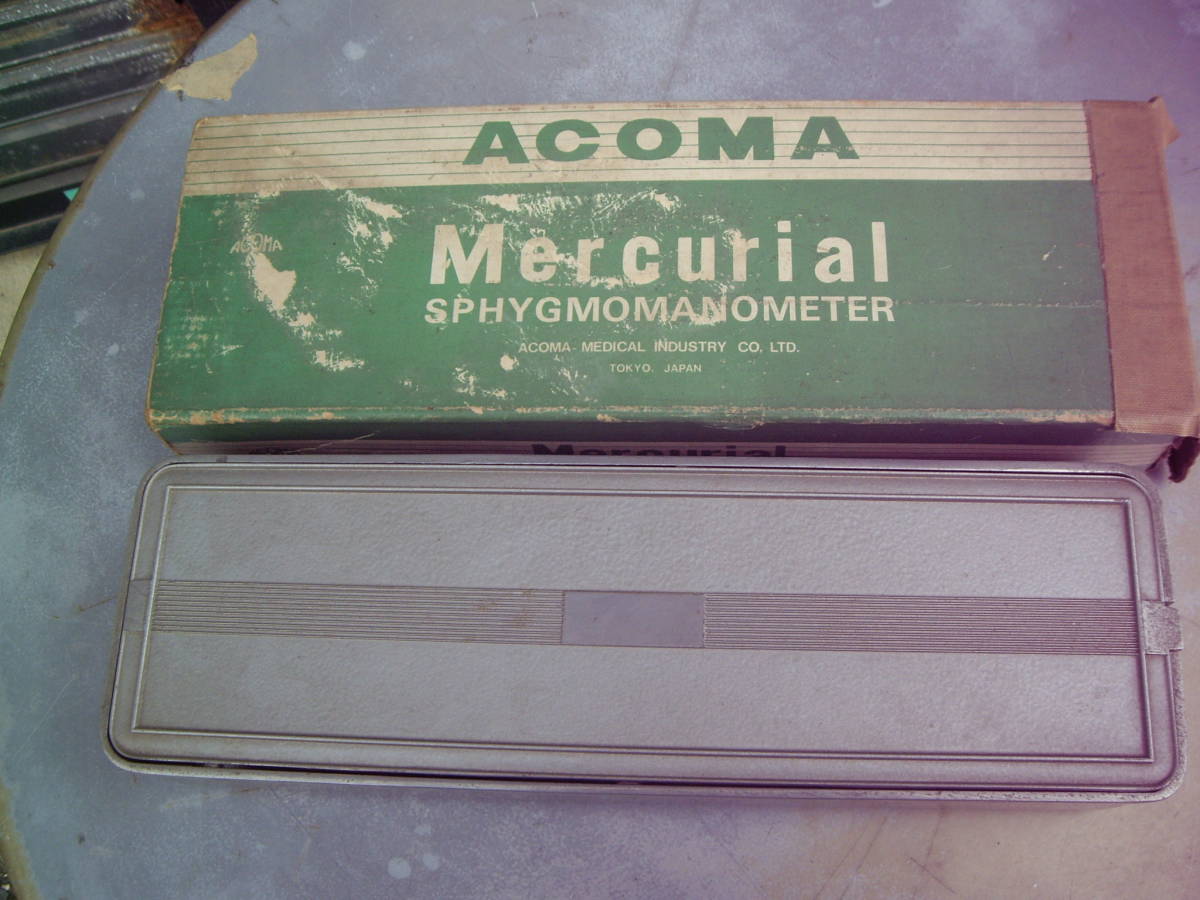 ACOMA
ACOMA
Mercurial
SPHYGMOMANOMETER
ACOMA MEDICAL INDUSTRY CO. LTD.
TOKYO. JAPAN
Mercurial